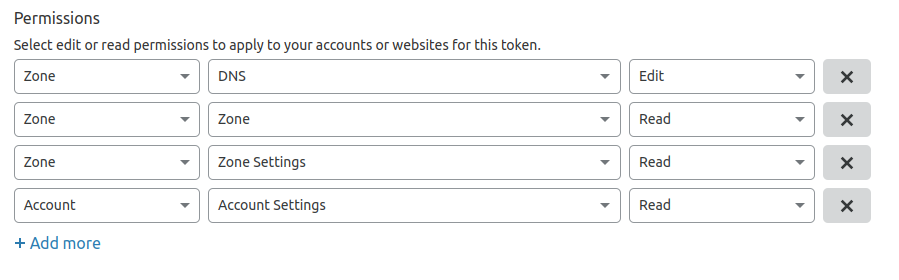 Permissions
Select edit or read permissions to apply to your accounts or websites for this token.
Zone DNS Edit
Zone Zone Read
Zone Zone Settings Read
Account Account Settings Read
+ Add more